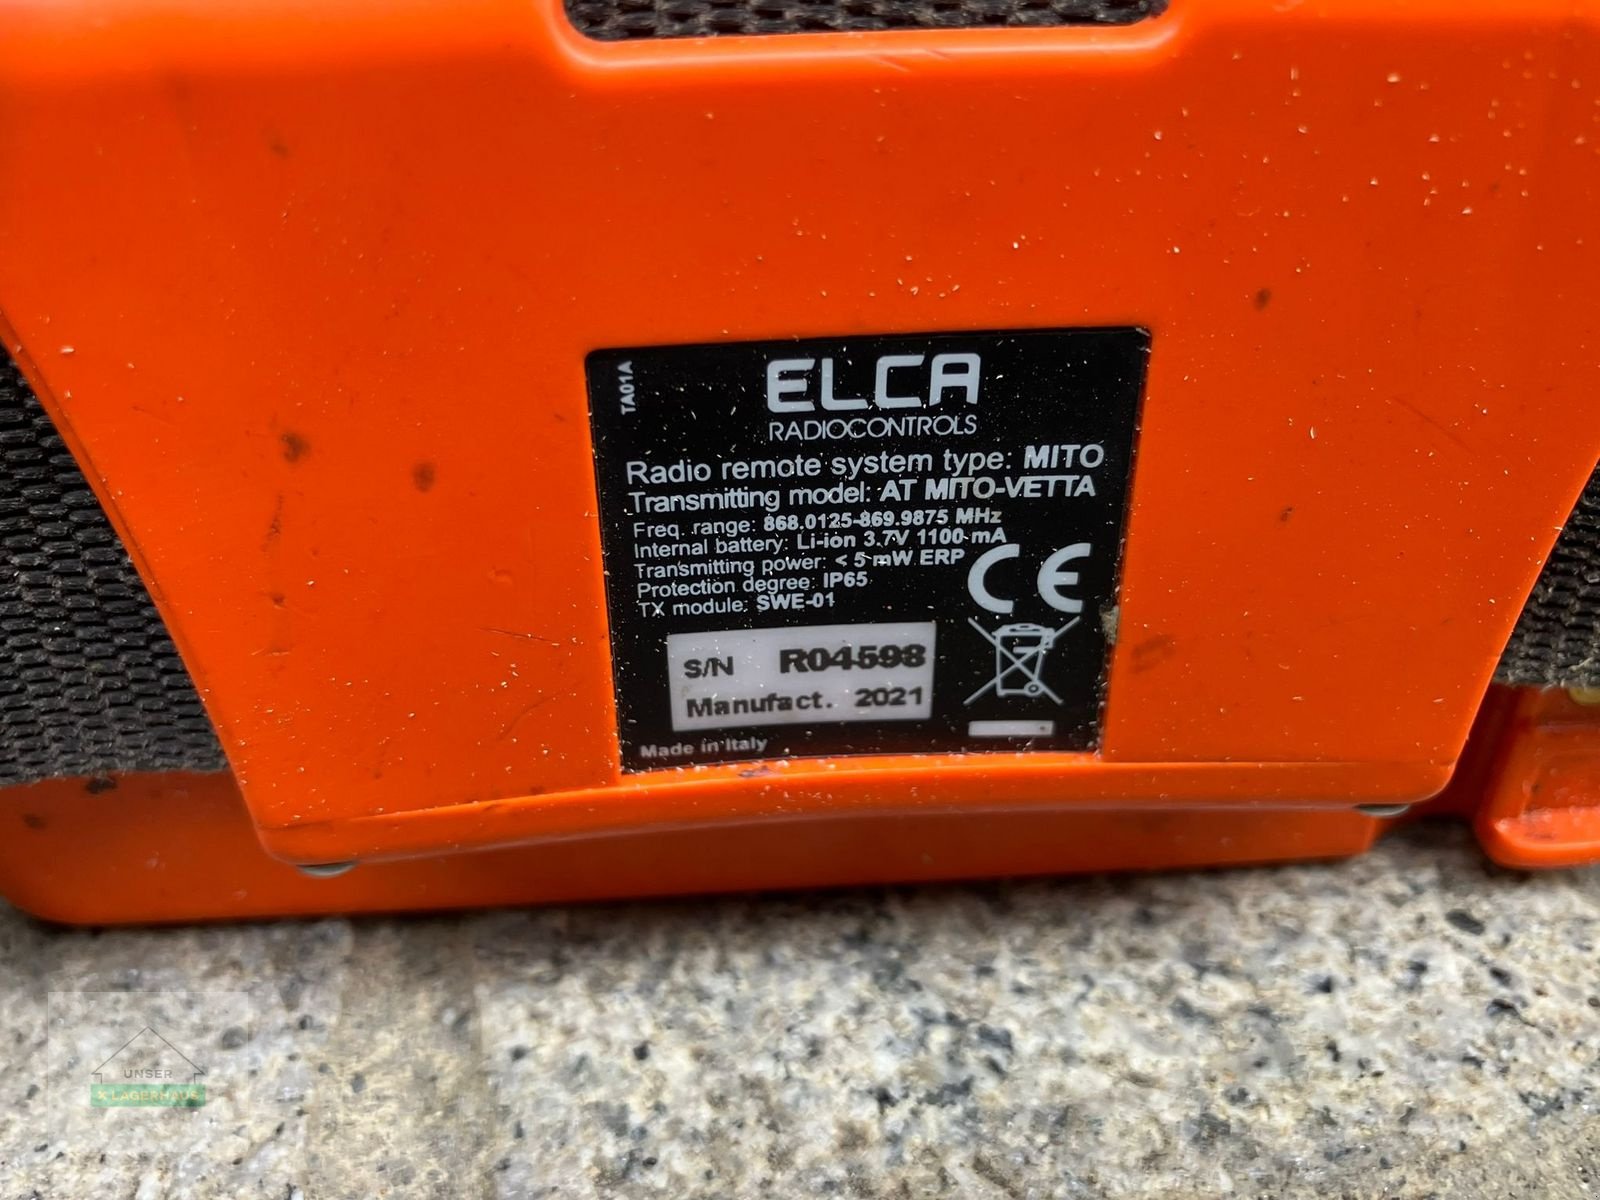 TA01A
ELCA
RADIOCONTROLS
Radio remote system type: MITO
Transmitting model: AT MITO-VETTA
Freq. range: 868.0125-869.9875 MHz
Internal battery: Li-ion 3.7V 1100 mA
Transmitting power: < 5 mW ERP
Protection degree: IP65
TX module: SWE-01
CE
S/N R04598
Manufact. 2021
Made in Italy
UNSER
X LAGERHAUS